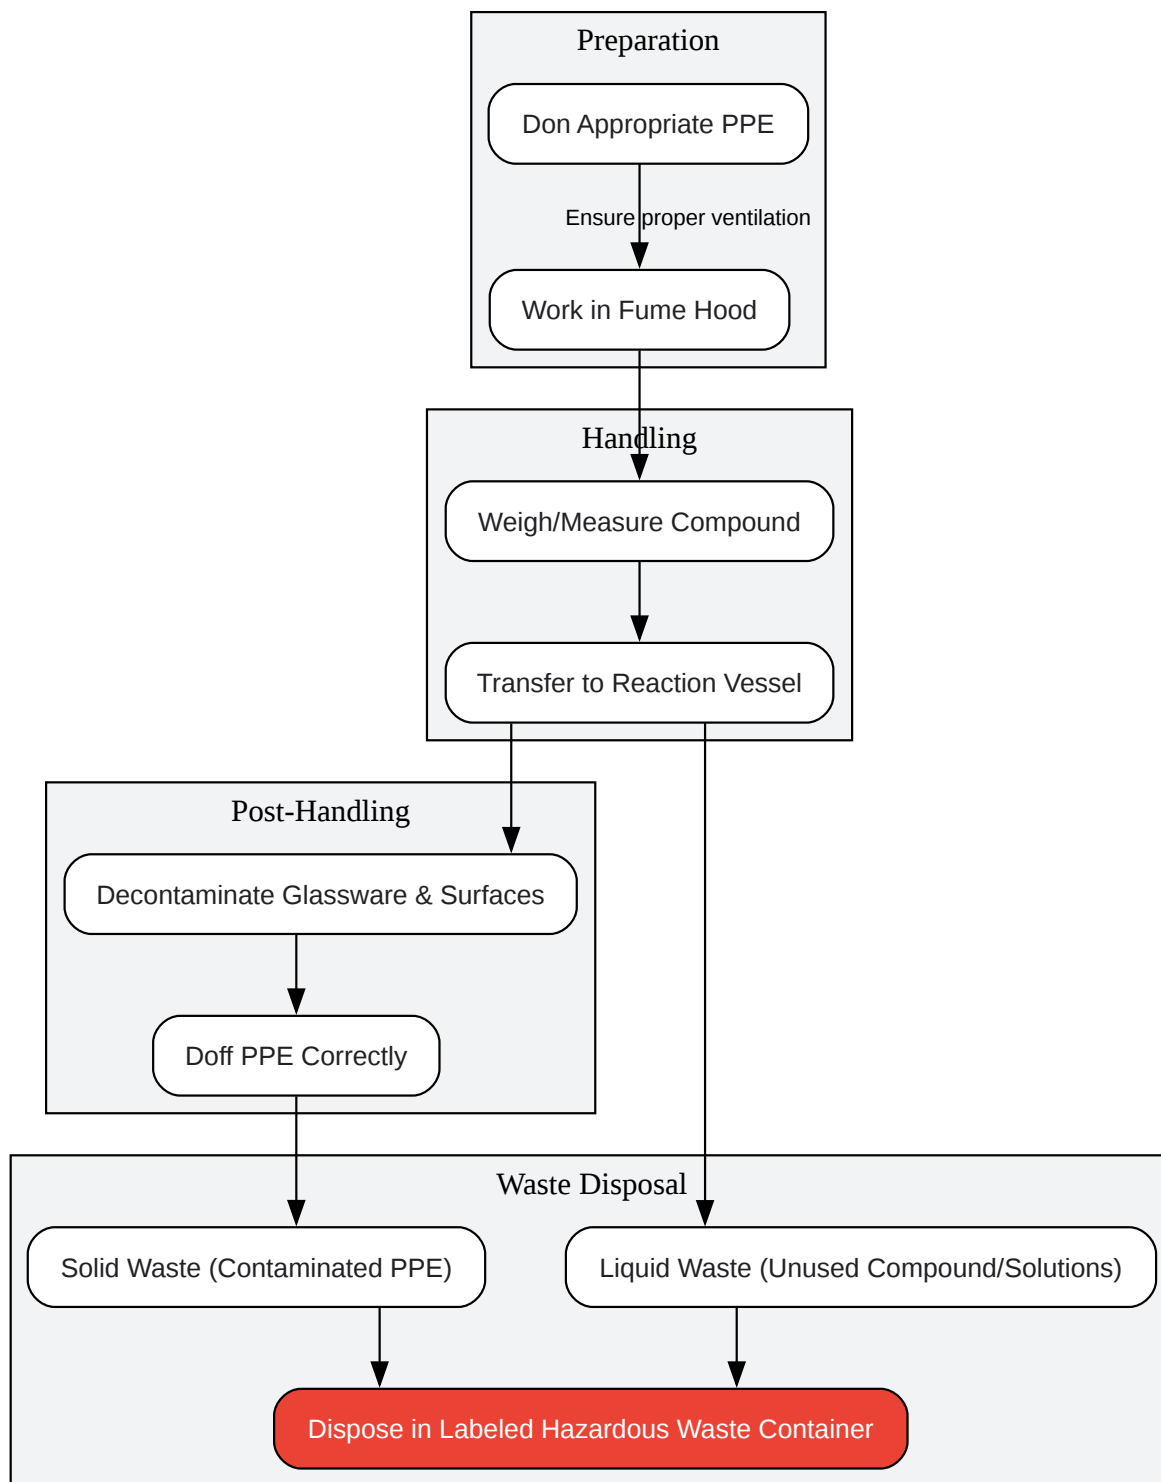 Preparation
Don Appropriate PPE
Ensure proper ventilation
Work in Fume Hood
Handling
Weigh/Measure Compound
Transfer to Reaction Vessel
Post-Handling
Decontaminate Glassware & Surfaces
Doff PPE Correctly
Waste Disposal
Solid Waste (Contaminated PPE)
Liquid Waste (Unused Compound/Solutions)
Dispose in Labeled Hazardous Waste Container